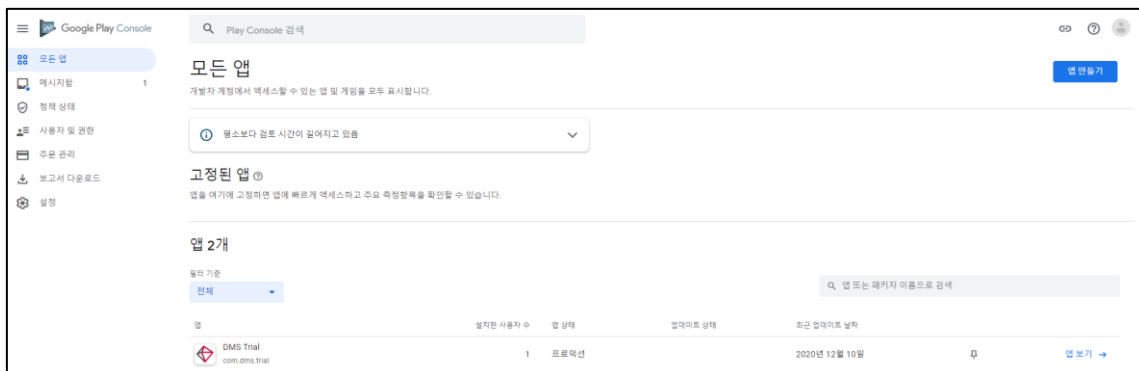 Google Play Console
Play Console 검색
모든 앱
메시지함 1
정책 상태
사용자 및 권한
주문 관리
보고서 다운로드
설정
모든 앱
앱 만들기
개발자 계정에서 액세스할 수 있는 앱 및 게임을 모두 표시합니다.
평소보다 검토 시간이 길어지고 있음
고정된 앱
앱을 여기에 고정하면 앱에 빠르게 액세스하고 주요 측정항목을 확인할 수 있습니다.
앱 2개
필터 기준
전체
앱 또는 패키지 이름으로 검색
앱 설치한 사용자 수 앱 상태 업데이트 상태 최근 업데이트 날짜
DMS Trial
com.dms.trial
1 프로덕션 2020년 12월 10일 앱 보기